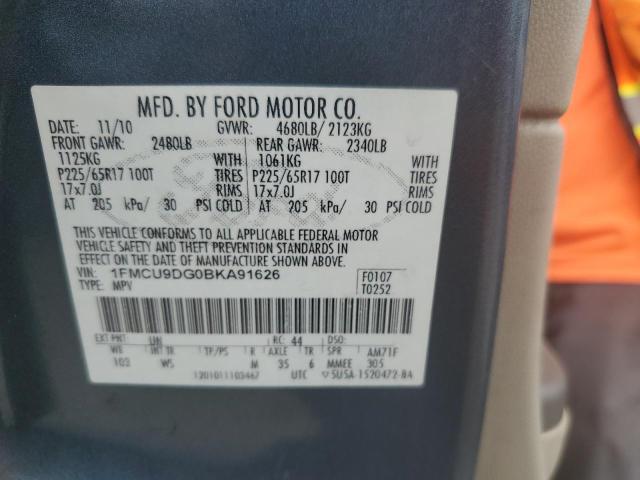 MFD. BY FORD MOTOR CO.
DATE: 11/10 GVWR: 4680LB/ 2123KG
FRONT GAWR: 2480LB REAR GAWR: 2340LB
1125KG WITH 1061KG WITH
P225/65R17 100T TIRES P225/65R17 100T TIRES
17x7.0J RIMS 17x7.0J RIMS
AT 205 kPa/ 30 PSI COLD AT 205 kPa/ 30 PSI COLD
THIS VEHICLE CONFORMS TO ALL APPLICABLE FEDERAL MOTOR
VEHICLE SAFETY AND THEFT PREVENTION STANDARDS IN
EFFECT ON THE DATE OF MANUFACTURE SHOWN ABOVE.
VIN: 1FMCU9DG0BKA91626 F0107
TYPE: MPV T0252
EXT PNT: UN RC: 44 DSO:
WB INT TR TP/PS R AXLE TR SPR AM71F
103 WS M 35 6 MMEE 305
1201011103467 UTC 5USA-1520472-BA